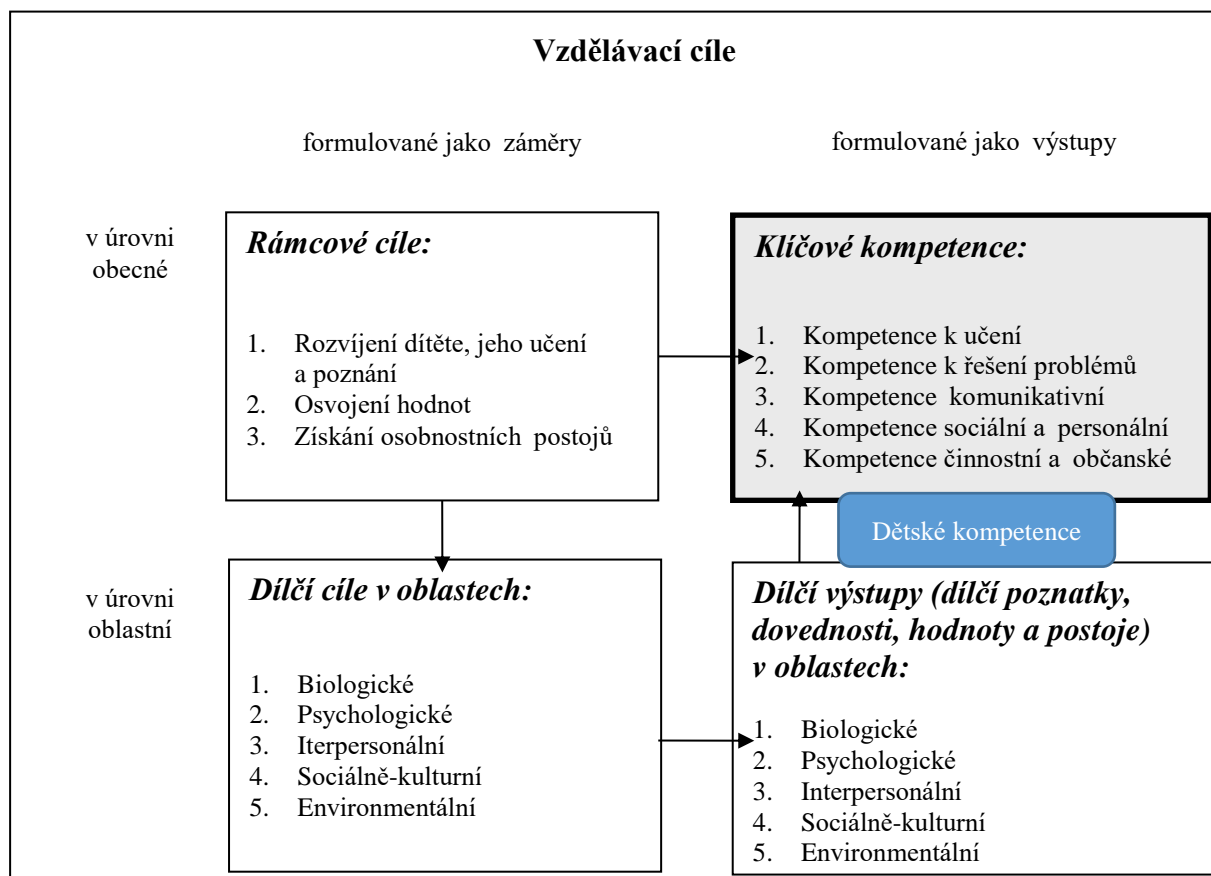 Vzdělávací cíle
formulované jako záměry
formulované jako výstupy
v úrovni
obecné
Rámcové cíle:
1. Rozvíjení dítěte, jeho učení
a poznání
2. Osvojení hodnot
3. Získání osobnostních postojů
Klíčové kompetence:
1. Kompetence k učení
2. Kompetence k řešení problémů
3. Kompetence komunikativní
4. Kompetence sociální a personální
5. Kompetence činnostní a občanské
Dětské kompetence
v úrovni
oblastní
Dílčí cíle v oblastech:
1. Biologické
2. Psychologické
3. Iterpersonální
4. Sociálně-kulturní
5. Environmentální
Dílčí výstupy (dílčí poznatky,
dovednosti, hodnoty a postoje)
v oblastech:
1. Biologické
2. Psychologické
3. Interpersonální
4. Sociálně-kulturní
5. Environmentální